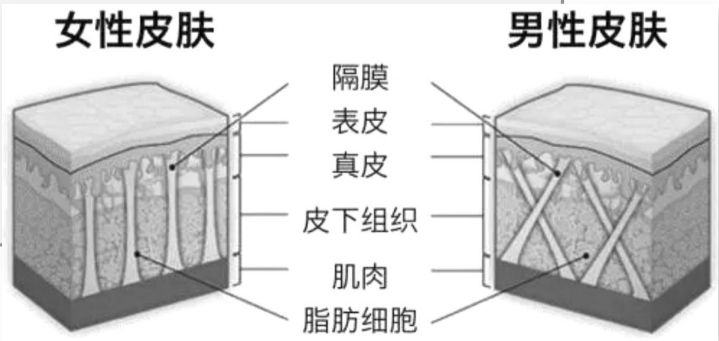 女性皮肤
男性皮肤
隔膜
表皮
真皮
皮下组织
肌肉
脂肪细胞